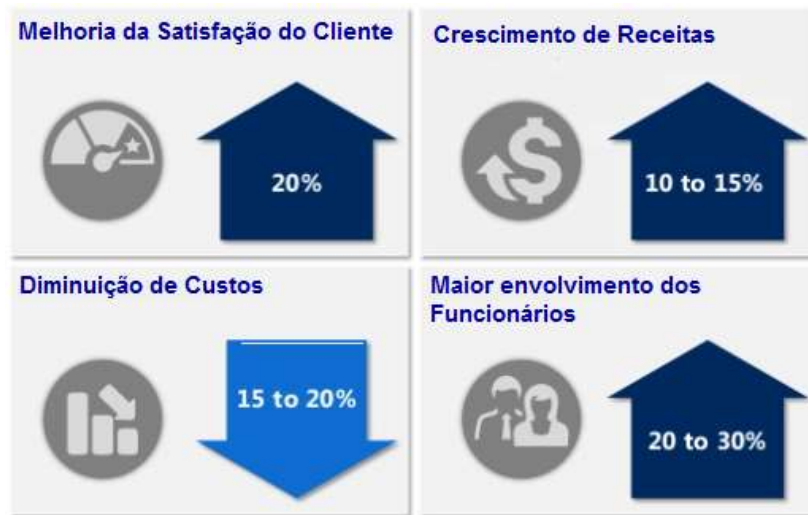 Melhoria da Satisfação do Cliente
20%
Crescimento de Receitas
10 to 15%
Diminuição de Custos
15 to 20%
Maior envolvimento dos
Funcionários
20 to 30%